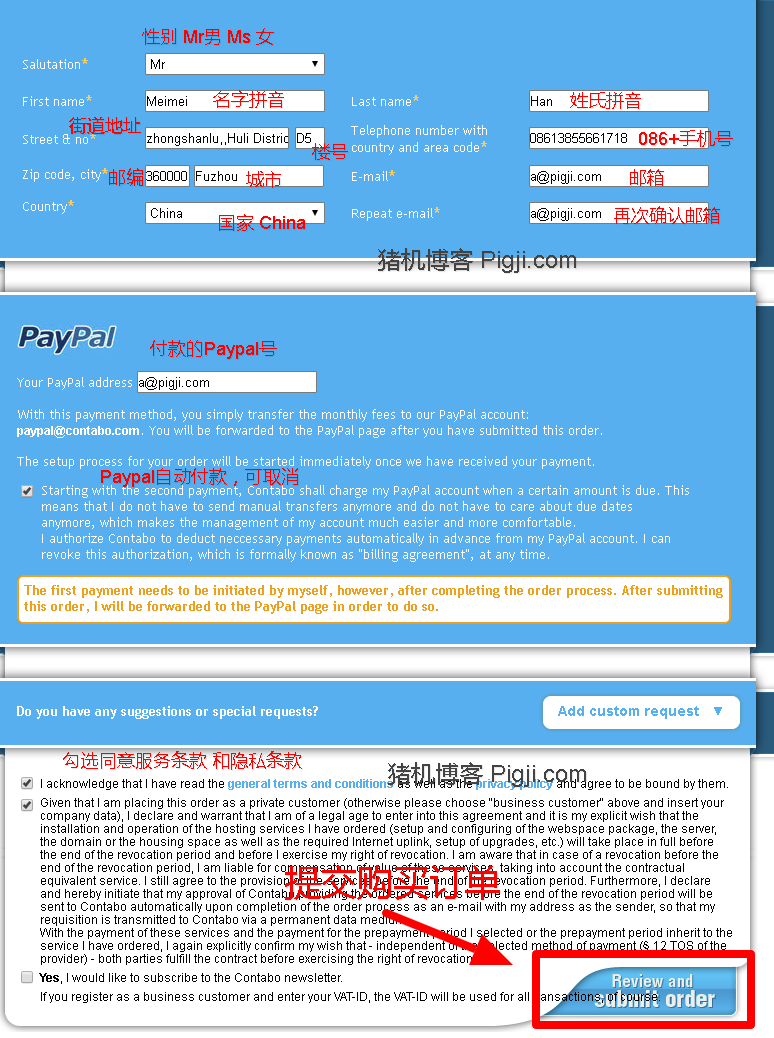 性别 Mr男 Ms 女
Salutation* Mr
First name* Meimei 名字拼音 Last name* Han 姓氏拼音
街道地址
Street & no* zhongshanlu,,Huli Distric D5 楼号 Telephone number with country and area code* 08613855661718 086+手机号
Zip code, city* 邮编 360000 Fuzhou 城市 E-mail* a@pigji.com 邮箱
Country* China 国家 China Repeat e-mail* a@pigji.com 再次确认邮箱
猪机博客 Pigji.com
PayPal
付款的Paypal号
Your PayPal address a@pigji.com
With this payment method, you simply transfer the monthly fees to our PayPal account:
paypal@contabo.com. You will be forwarded to the PayPal page after you have submitted this order.
The setup process for your order will be started immediately once we have received your payment.
Paypal自动付款，可取消
Starting with the second payment, Contabo shall charge my PayPal account when a certain amount is due. This
means that I do not have to send manual transfers anymore and do not have to care about due dates
anymore, which makes the management of my account much easier and more comfortable.
I authorize Contabo to deduct neccessary payments automatically in advance from my PayPal account. I can
revoke this authorization, which is formally known as "billing agreement", at any time.
The first payment needs to be initiated by myself, however, after completing the order process. After submitting
this order, I will be forwarded to the PayPal page in order to do so.
Do you have any suggestions or special requests? Add custom request ▼
勾选同意服务条款 和隐私条款
猪机博客 Pigji.com
I acknowledge that I have read the general terms and conditions as well as the privacy policy and agree to be bound by them.
Given that I am placing this order as a private customer (otherwise please choose "business customer" above and insert your
company data), I declare and warrant that I am of a legal age to enter into this agreement and it is my explicit wish that the
installation and operation of the hosting services I have ordered (setup and configuring of the webspace package, the server,
the domain or the housing space as well as the required Internet uplink, setup of upgrades, etc.) will take place in full before
the end of the revocation period and before I exercise my right of revocation. I am aware that in case of a revocation before the
end of the revocation period, I am liable for compensation of value of these servises, taking into account the contractual
equivalent service. I still agree to the provision of the service before the end of the revocation period. Furthermore, I declare
and hereby initiate that my approval of Contabo providing the ordered services before the end of the revocation period will be
sent to Contabo automatically upon completion of the order process as an e-mail with my address as the sender, so that my
requisition is transmitted to Contabo via a permanent data medium.
提交购买订单
With the payment of these services and the payment for the prepayment period I selected or the prepayment period inherit to the
service I have ordered, I again explicitly confirm my wish that - independent of the selected method of payment (§ 12 TOS of the
provider) - both parties fulfill the contract before exercising the right of revocation.
Yes, I would like to subscribe to the Contabo newsletter.
If you register as a business customer and enter your VAT-ID, the VAT-ID will be used for all transactions, of course.
Review and
submit order